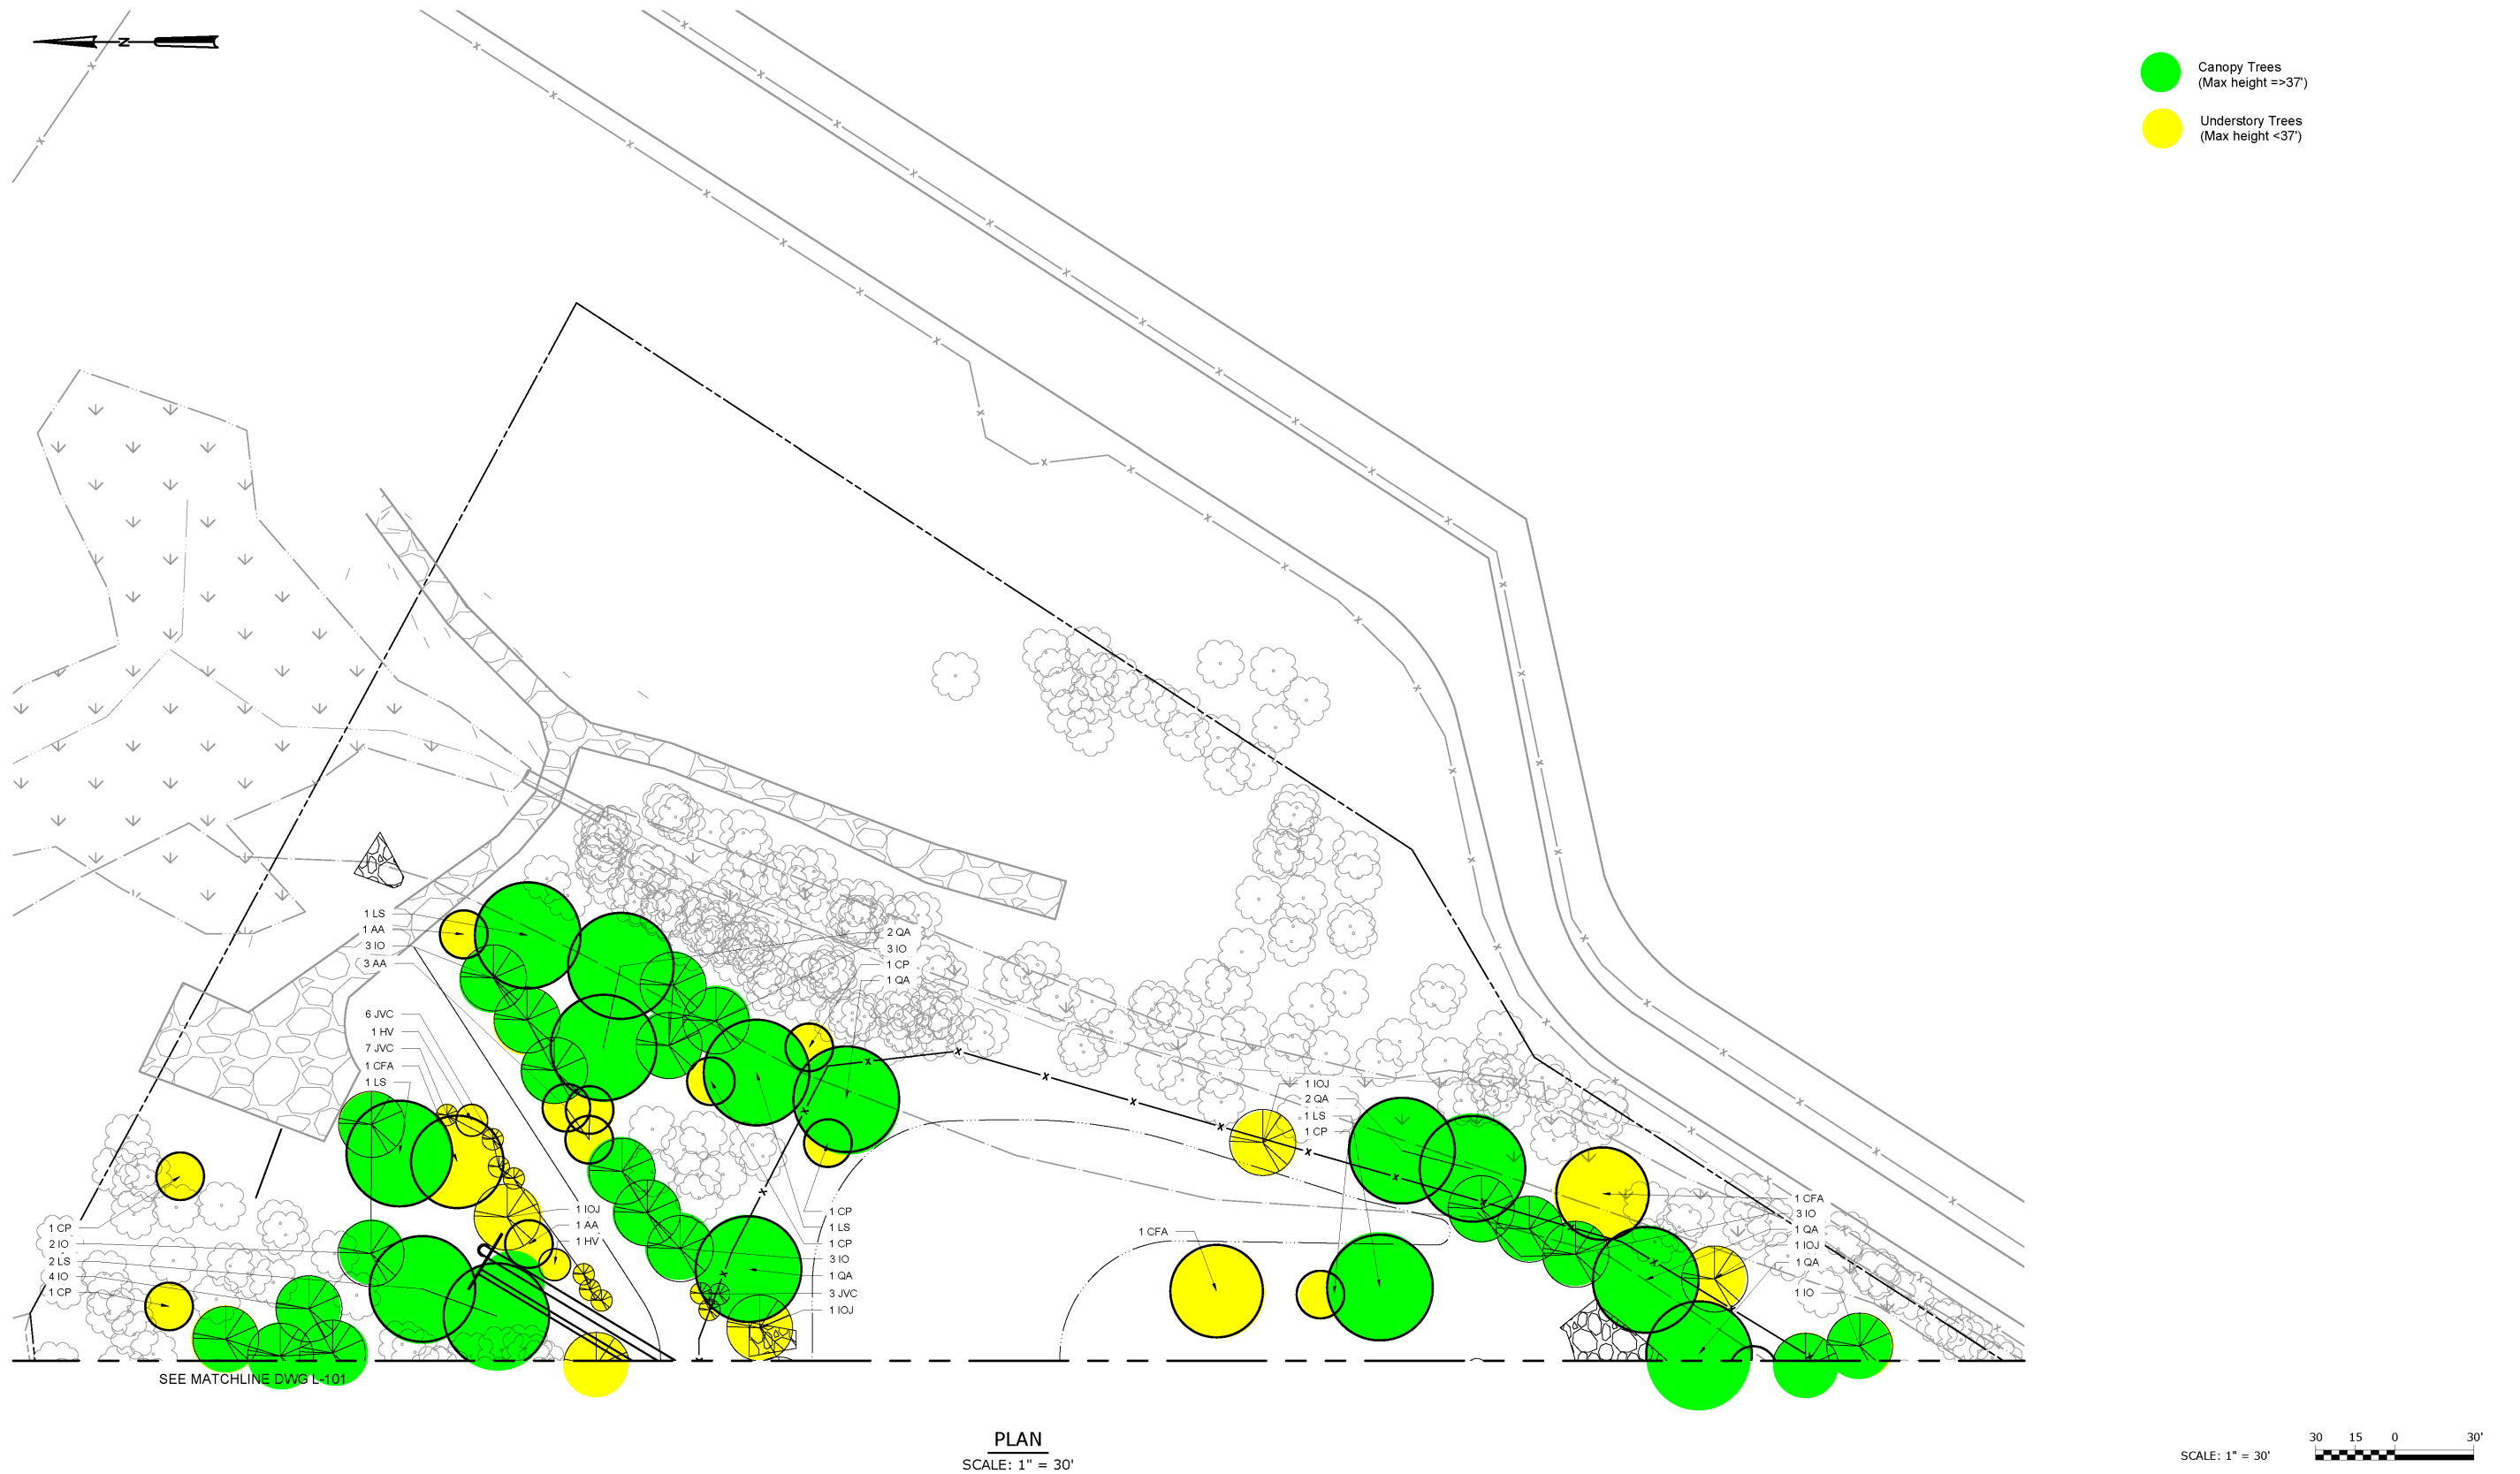 N
Canopy Trees
(Max height =>37')
Understory Trees
(Max height <37')
1 LS
1 AA
3 IO
3 AA
2 QA
3 IO
1 CP
1 QA
6 JVC
1 HV
7 JVC
1 CFA
1 LS
1 IOJ
2 QA
1 LS
1 CP
1 CP
2 IO
2 LS
4 IO
1 CP
1 IOJ
1 AA
1 HV
1 CP
1 LS
1 CP
3 IO
1 QA
3 JVC
1 IOJ
1 CFA
1 CFA
3 IO
1 QA
1 IOJ
1 QA
1 IO
SEE MATCHLINE DWG L-101
PLAN
SCALE: 1" = 30'
SCALE: 1" = 30'
30 15 0 30'